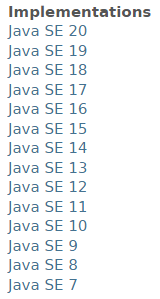 Implementations
Java SE 20
Java SE 19
Java SE 18
Java SE 17
Java SE 16
Java SE 15
Java SE 14
Java SE 13
Java SE 12
Java SE 11
Java SE 10
Java SE 9
Java SE 8
Java SE 7